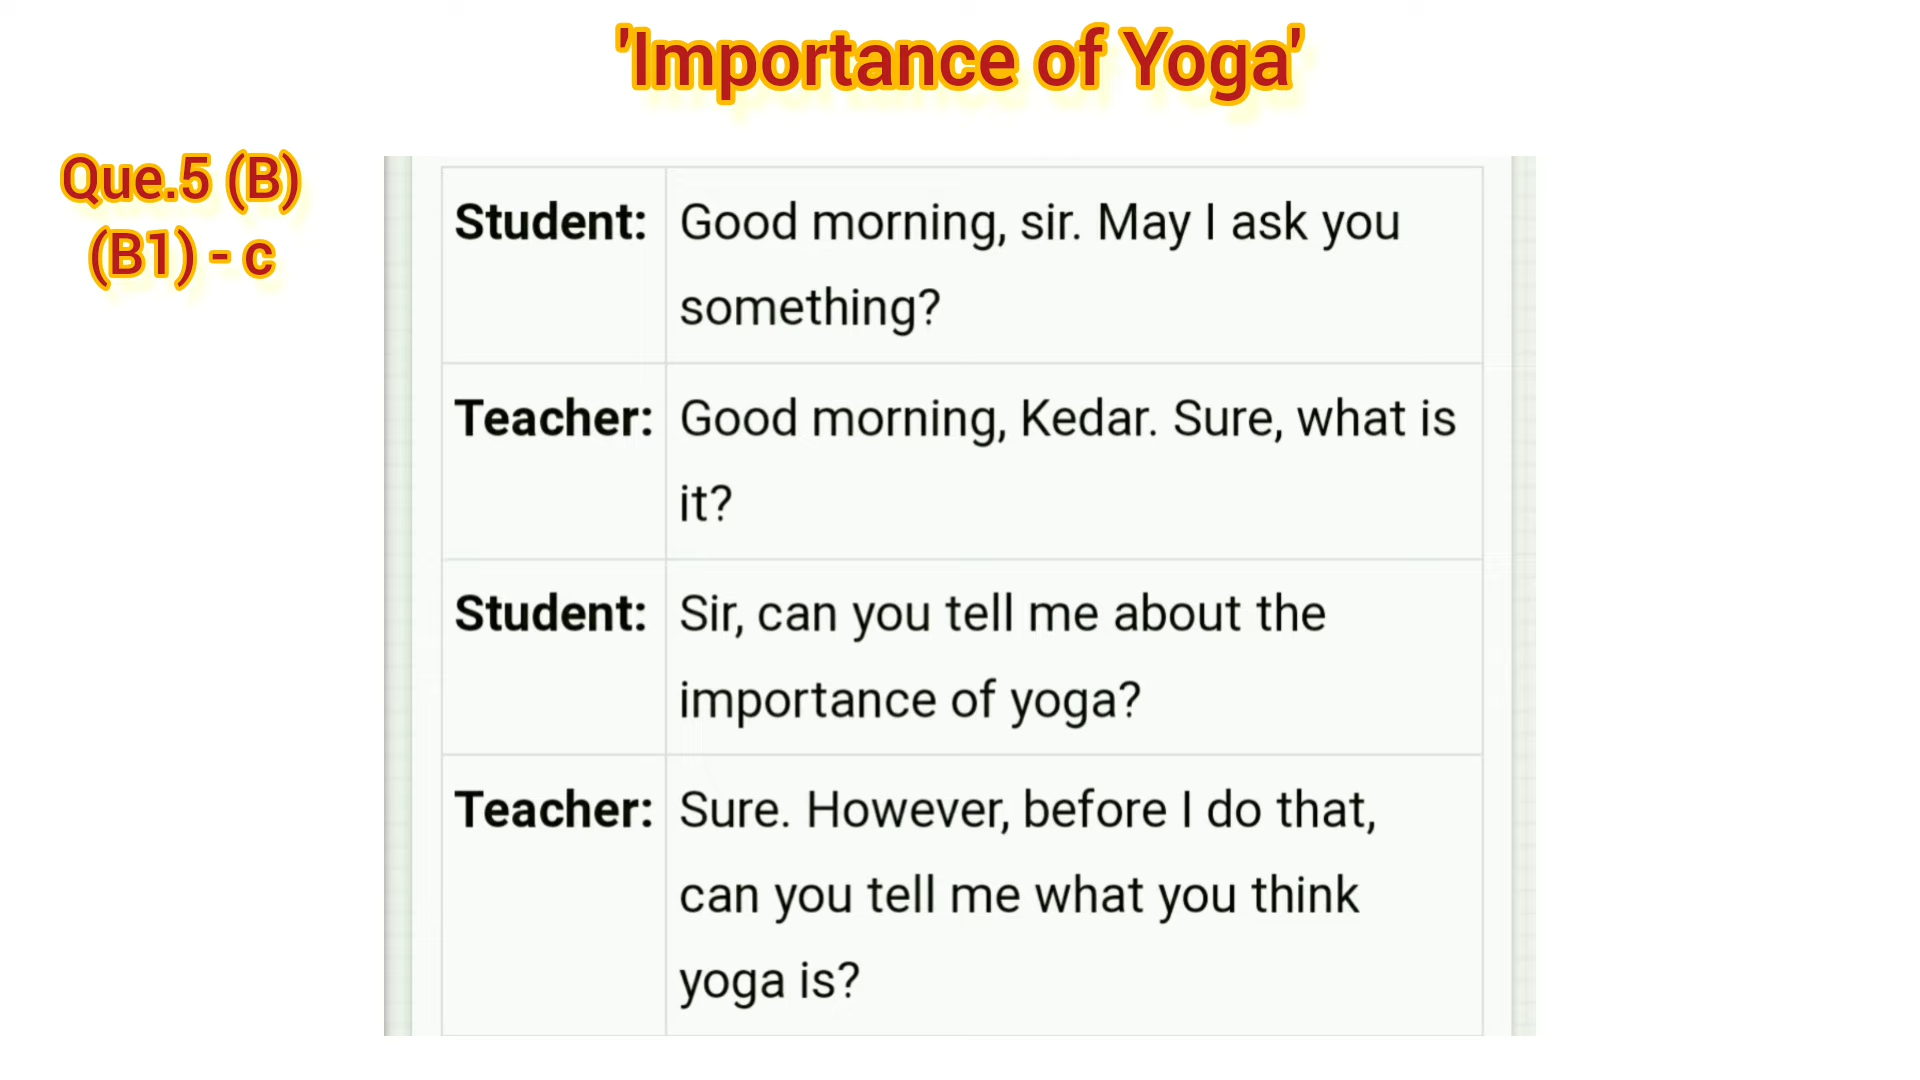 'Importance of Yoga'
Que.5 (B)
(B1) - c
Student: Good morning, sir. May I ask you
something?
Teacher: Good morning, Kedar. Sure, what is
it?
Student: Sir, can you tell me about the
importance of yoga?
Teacher: Sure. However, before I do that,
can you tell me what you think
yoga is?